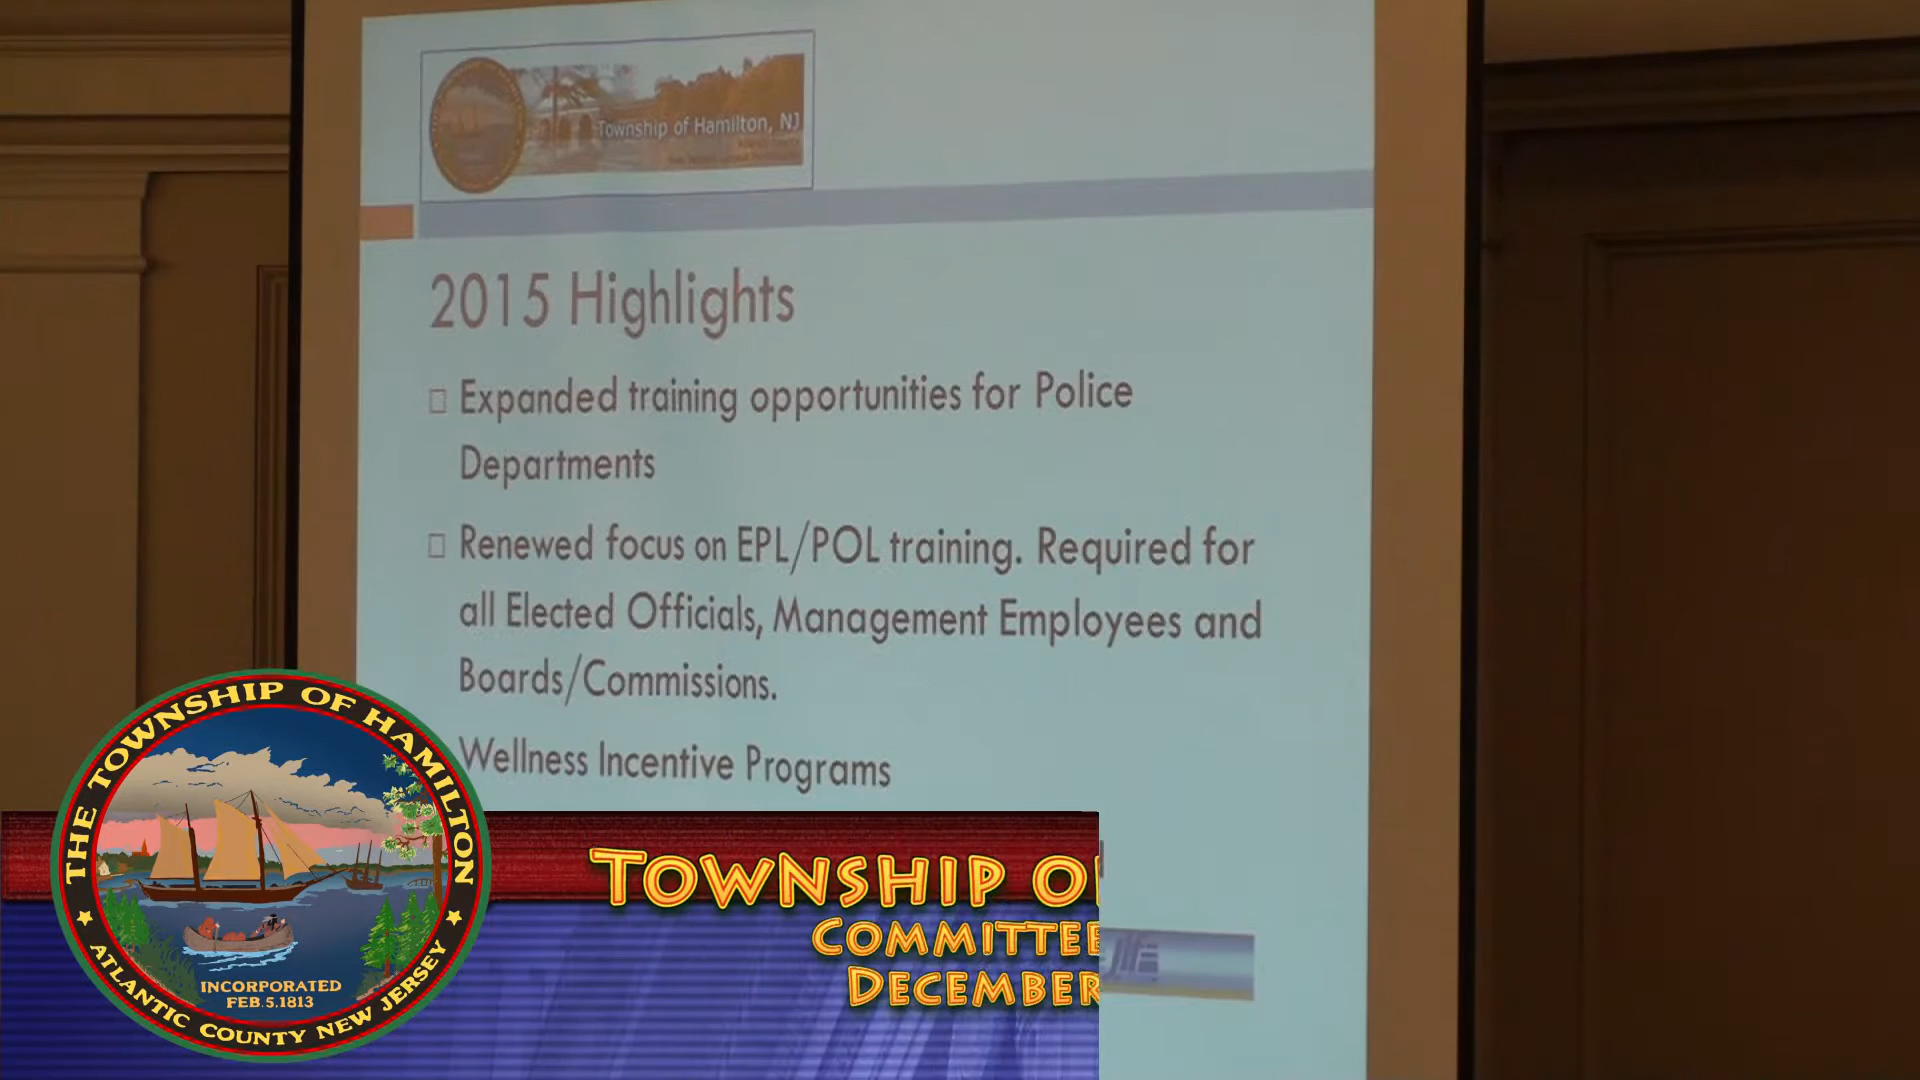 Township of Hamilton, NJ
2015 Highlights
Expanded training opportunities for Police
Departments
Renewed focus on EPL/POL training. Required for
all Elected Officials, Management Employees and
Boards/Commissions.
Wellness Incentive Programs
THE TOWNSHIP OF HAMILTON
ATLANTIC COUNTY NEW JERSEY
INCORPORATED
FEB.5.1813
TOWNSHIP O
COMMITTEE
DECEMBER